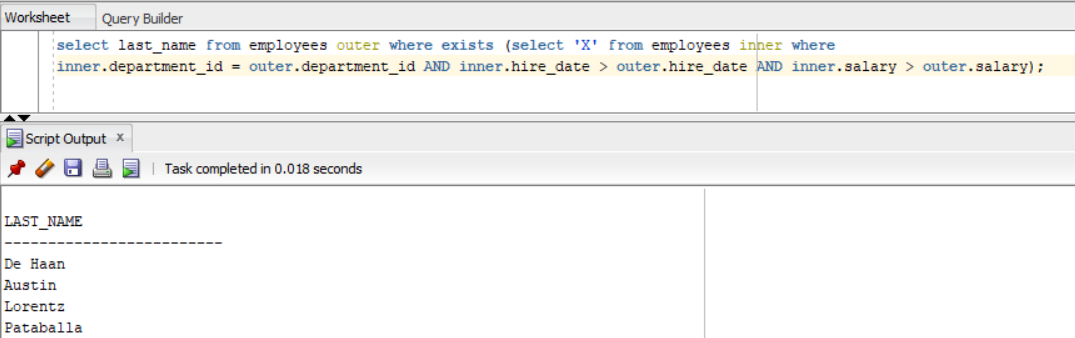 Worksheet Query Builder
select last_name from employees outer where exists (select 'X' from employees inner where
inner.department_id = outer.department_id AND inner.hire_date > outer.hire_date AND inner.salary > outer.salary);
Script Output x
Task completed in 0.018 seconds
LAST_NAME
-------------------------
De Haan
Austin
Lorentz
Pataballa